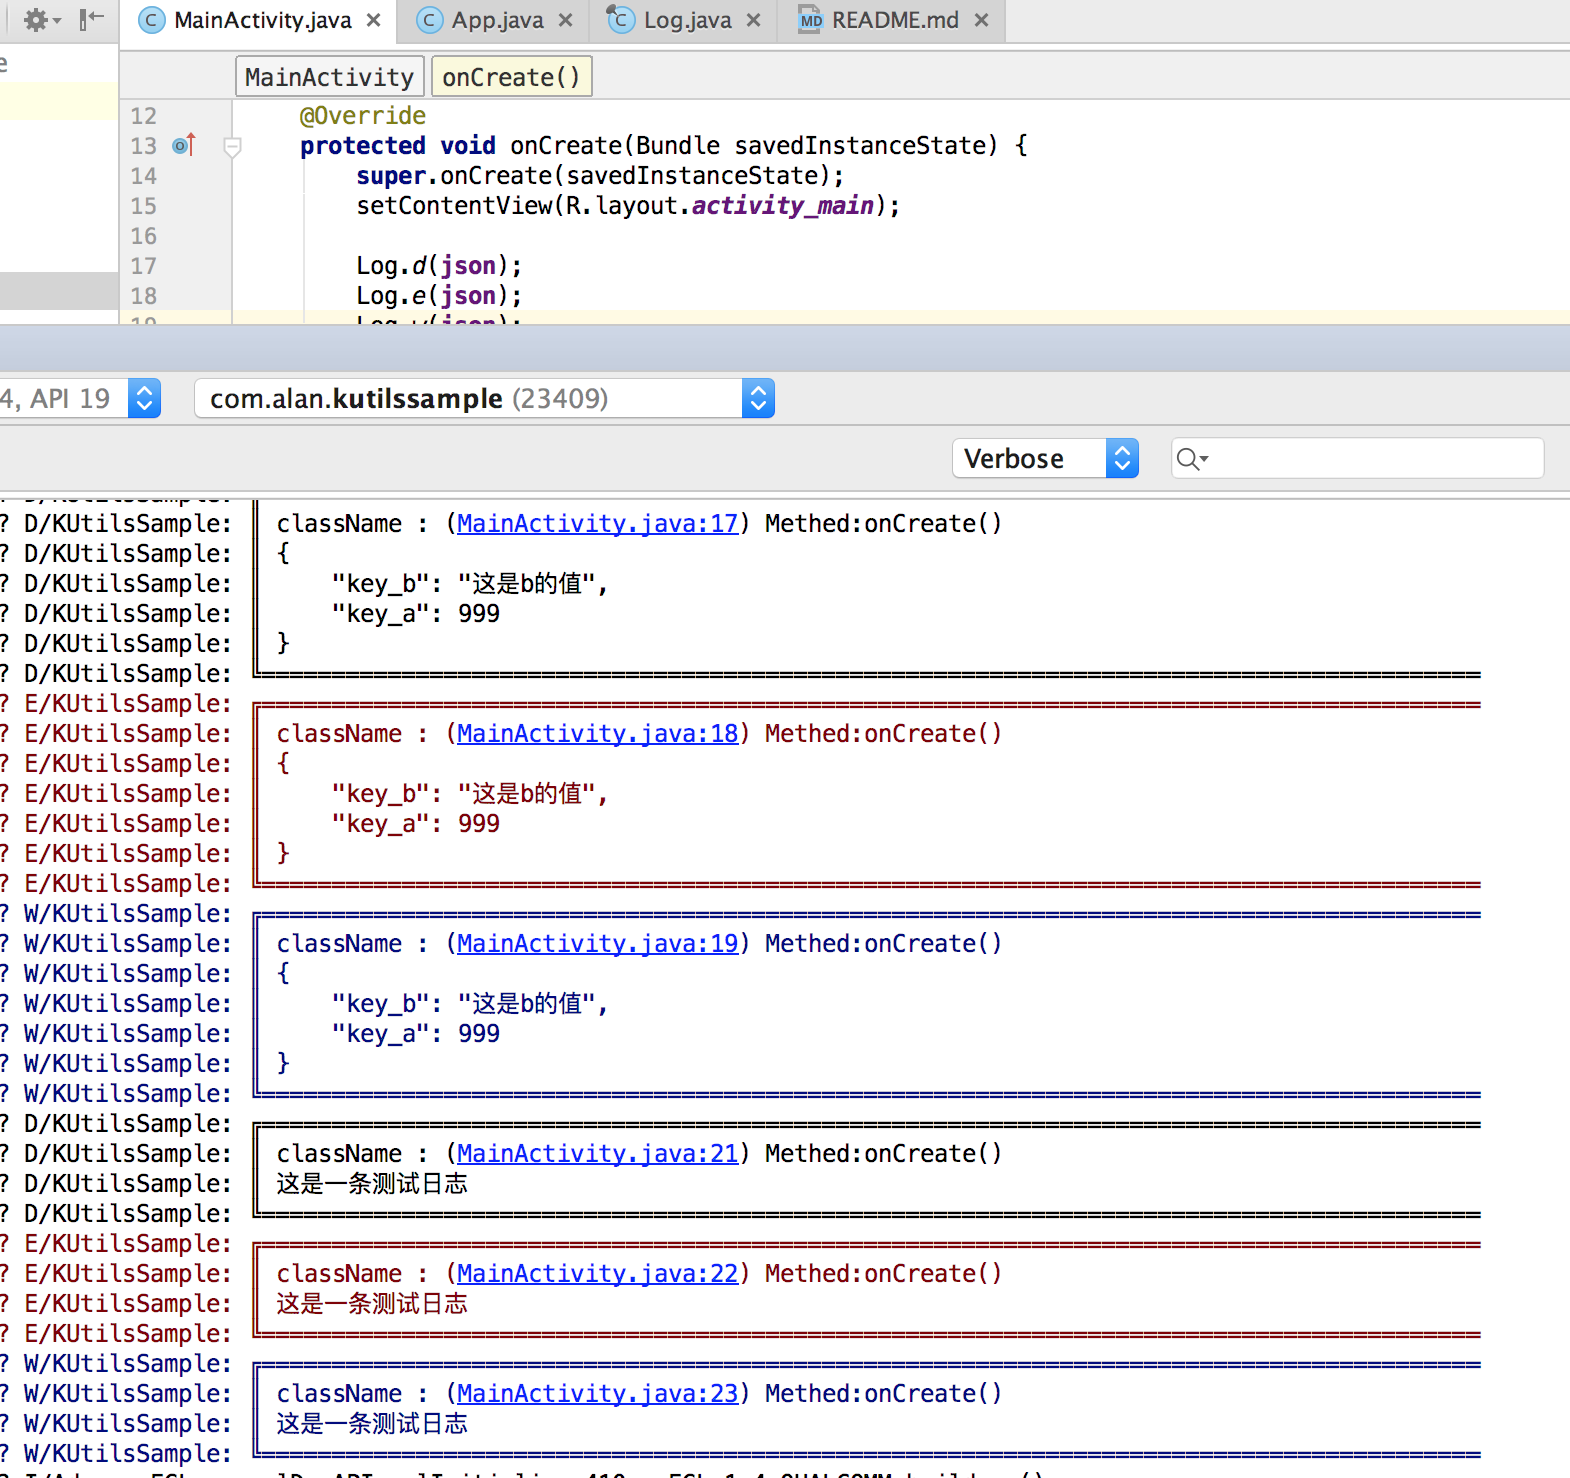 MainActivity.java App.java Log.java README.md
e
MainActivity onCreate()
12 @Override
13 protected void onCreate(Bundle savedInstanceState) {
14 super.onCreate(savedInstanceState);
15 setContentView(R.layout.activity_main);
16
17 Log.d(json);
18 Log.e(json);
19 Log.w(json);
4, API 19 com.alan.kutilssample (23409)
Verbose
? D/KUtilsSample: ║
? D/KUtilsSample: ║ className : (MainActivity.java:17) Methed:onCreate()
? D/KUtilsSample: ║ {
? D/KUtilsSample: ║     "key_b": "这是b的值",
? D/KUtilsSample: ║     "key_a": 999
? D/KUtilsSample: ║ }
? D/KUtilsSample: ╚════════════════════════════════════════
? E/KUtilsSample: ╔════════════════════════════════════════
? E/KUtilsSample: ║ className : (MainActivity.java:18) Methed:onCreate()
? E/KUtilsSample: ║ {
? E/KUtilsSample: ║     "key_b": "这是b的值",
? E/KUtilsSample: ║     "key_a": 999
? E/KUtilsSample: ║ }
? E/KUtilsSample: ╚════════════════════════════════════════
? W/KUtilsSample: ╔════════════════════════════════════════
? W/KUtilsSample: ║ className : (MainActivity.java:19) Methed:onCreate()
? W/KUtilsSample: ║ {
? W/KUtilsSample: ║     "key_b": "这是b的值",
? W/KUtilsSample: ║     "key_a": 999
? W/KUtilsSample: ║ }
? W/KUtilsSample: ╚════════════════════════════════════════
? D/KUtilsSample: ╔════════════════════════════════════════
? D/KUtilsSample: ║ className : (MainActivity.java:21) Methed:onCreate()
? D/KUtilsSample: ║ 这是一条测试日志
? D/KUtilsSample: ╚════════════════════════════════════════
? E/KUtilsSample: ╔════════════════════════════════════════
? E/KUtilsSample: ║ className : (MainActivity.java:22) Methed:onCreate()
? E/KUtilsSample: ║ 这是一条测试日志
? E/KUtilsSample: ╚════════════════════════════════════════
? W/KUtilsSample: ╔════════════════════════════════════════
? W/KUtilsSample: ║ className : (MainActivity.java:23) Methed:onCreate()
? W/KUtilsSample: ║ 这是一条测试日志
? W/KUtilsSample: ╚════════════════════════════════════════